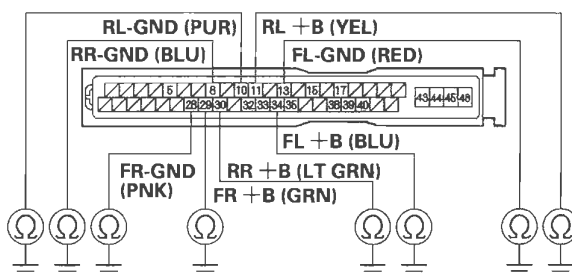 RL-GND (PUR) RL +B (YEL)
RR-GND (BLU) FL-GND (RED)
5 8 10 11 13 15 17
43 44 45 46
28 29 30 32 33 34 35 38 39 40
FL +B (BLU)
FR-GND
(PNK)
RR +B (LT GRN)
FR +B (GRN)
Ω Ω Ω Ω Ω Ω Ω Ω